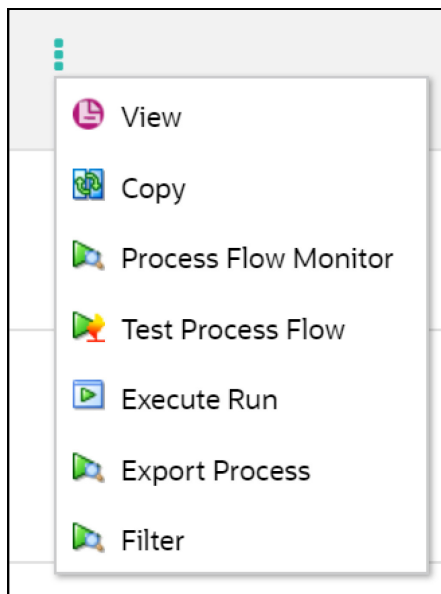 View
Copy
Process Flow Monitor
Test Process Flow
Execute Run
Export Process
Filter